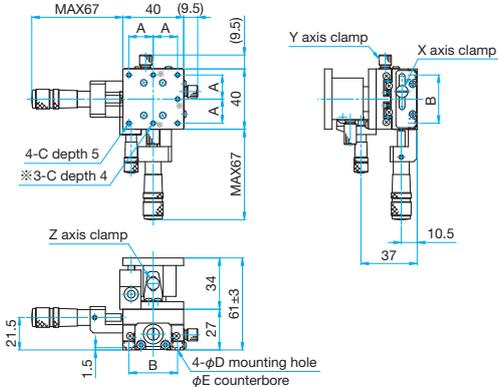 MAX67
40
(9.5)
A
A
(9.5)
※
A
40
A
※
4-C depth 5
※3-C depth 4
MAX67
Y axis clamp
X axis clamp
B
10.5
37
Z axis clamp
34
61±3
27
21.5
1.5
B
4-φD mounting hole
φE counterbore